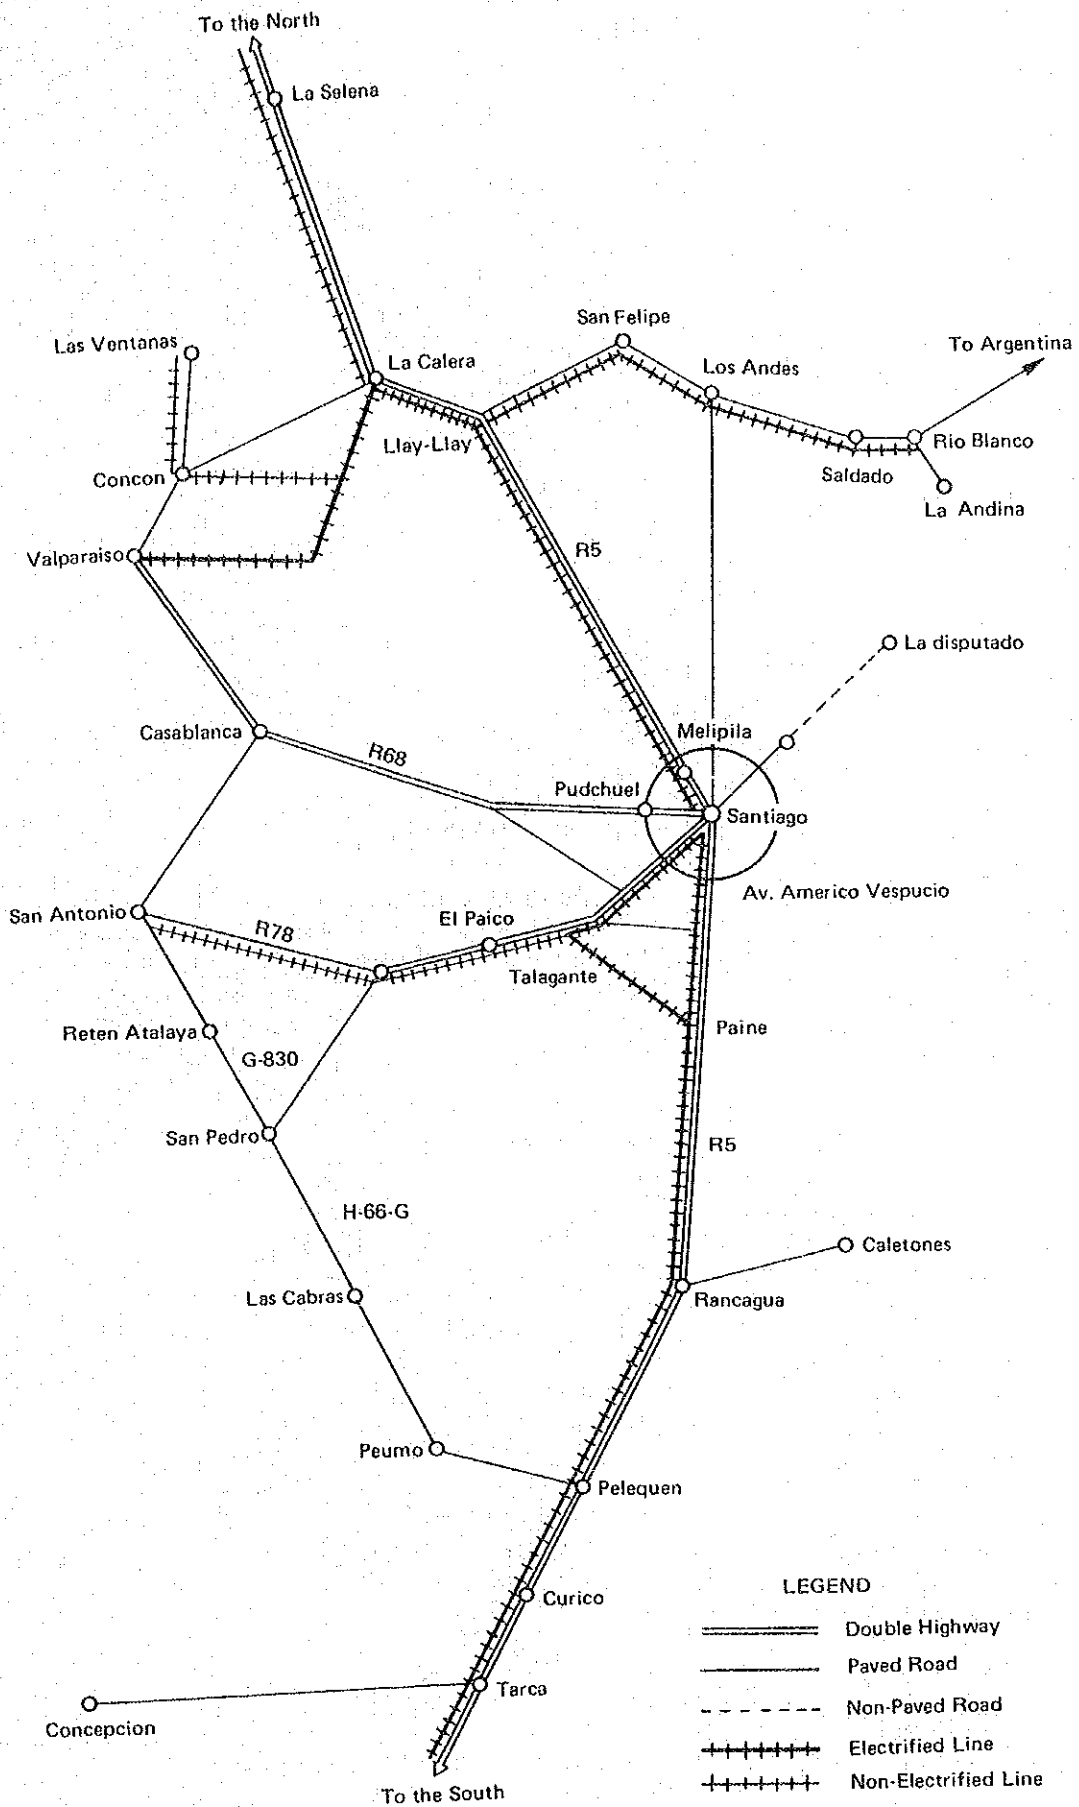 To the North
La Selena
San Felipe
Las Ventanas
To Argentina
La Calera
Los Andes
Llay-Llay
Rio Blanco
Concon
Saldado
La Andina
Valparaiso
R5
La disputado
Melipila
Casablanca
R68
Pudchuel
Santiago
Av. Americo Vespucio
San Antonio
El Paico
R78
Talagante
Reten Atalaya
Paine
G-830
San Pedro
R5
H-66-G
Caletones
Las Cabras
Rancagua
Peumo
Pelequen
LEGEND
Curico
Double Highway
Paved Road
Tarca
Non-Paved Road
Concepcion
Electrified Line
Non-Electrified Line
To the South